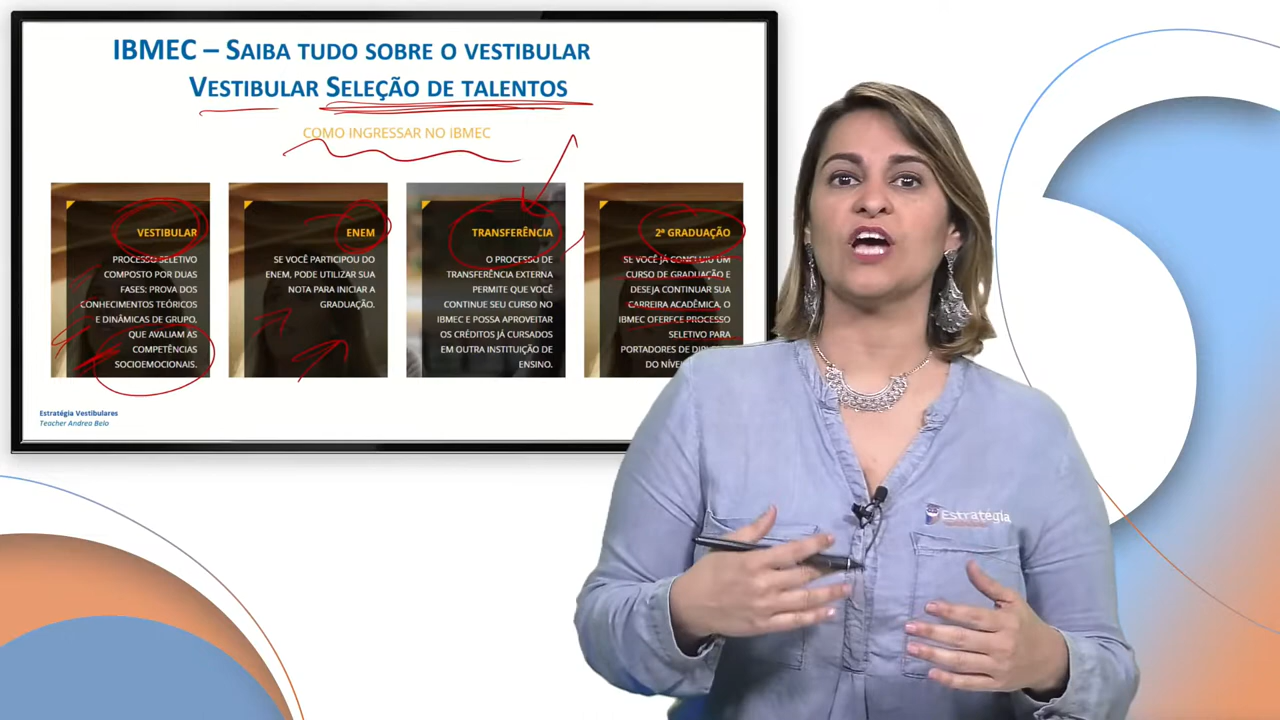 IBMEC – SAIBA TUDO SOBRE O VESTIBULAR
VESTIBULAR SELEÇÃO DE TALENTOS
COMO INGRESSAR NO IBMEC
VESTIBULAR
PROCESSO SELETIVO
COMPOSTO POR DUAS
FASES: PROVA DOS
CONHECIMENTOS TEÓRICOS
E DINÂMICAS DE GRUPO,
QUE AVALIAM AS
COMPETÊNCIAS
SOCIOEMOCIONAIS.
ENEM
SE VOCÊ PARTICIPOU DO
ENEM, PODE UTILIZAR SUA
NOTA PARA INICIAR A
GRADUAÇÃO.
TRANSFERÊNCIA
O PROCESSO DE
TRANSFERÊNCIA EXTERNA
PERMITE QUE VOCÊ
CONTINUE SEU CURSO NO
IBMEC E POSSA APROVEITAR
OS CRÉDITOS JÁ CURSADOS
EM OUTRA INSTITUIÇÃO DE
ENSINO.
2ª GRADUAÇÃO
SE VOCÊ JÁ CONCLUIU UM
CURSO DE GRADUAÇÃO E
DESEJA CONTINUAR SUA
CARREIRA ACADÊMICA, O
IBMEC OFERECE PROCESSO
SELETIVO PARA
PORTADORES DE
DO
Estratégia Vestibulares
Teacher Andrea Belo
Estratégia